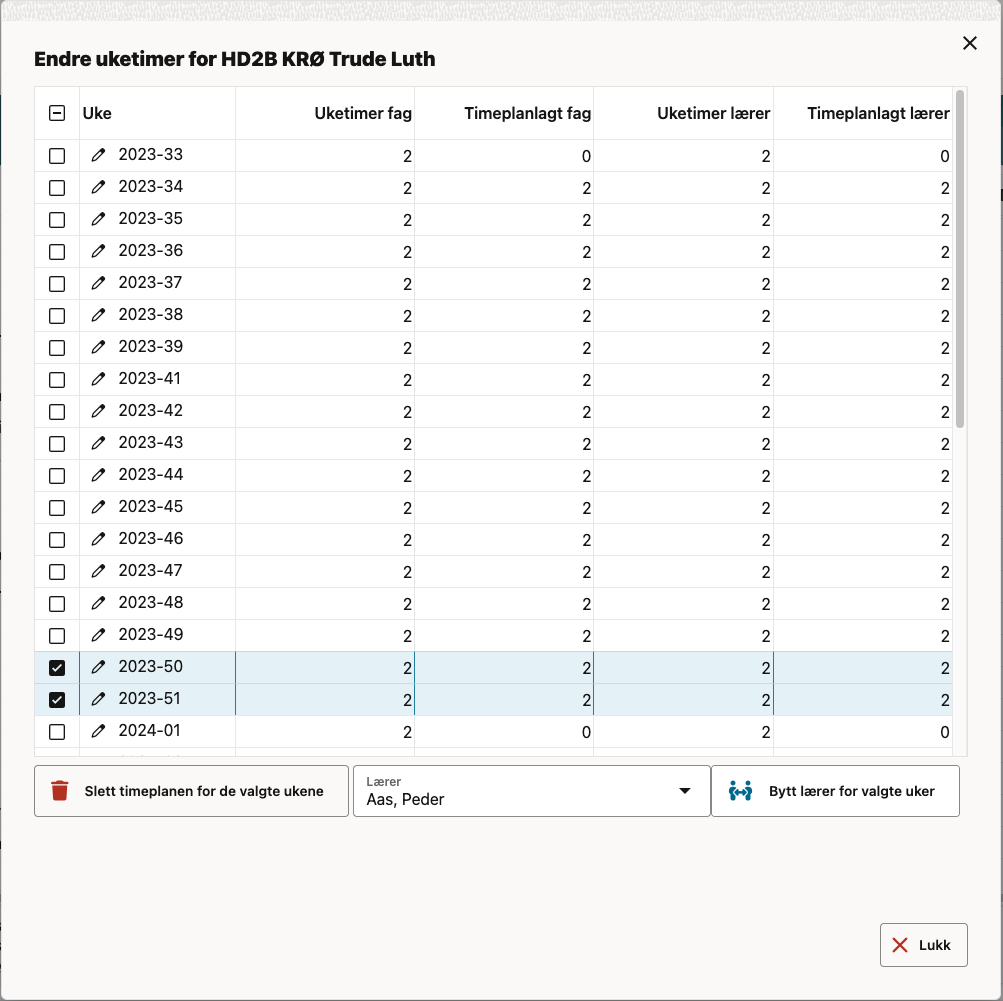 Endre uketimer for HD2B KRØ Trude Luth
Uke Uketimer fag Timeplanlagt fag Uketimer lærer Timeplanlagt lærer
2023-33 2 0 2 0
2023-34 2 2 2 2
2023-35 2 2 2 2
2023-36 2 2 2 2
2023-37 2 2 2 2
2023-38 2 2 2 2
2023-39 2 2 2 2
2023-41 2 2 2 2
2023-42 2 2 2 2
2023-43 2 2 2 2
2023-44 2 2 2 2
2023-45 2 2 2 2
2023-46 2 2 2 2
2023-47 2 2 2 2
2023-48 2 2 2 2
2023-49 2 2 2 2
2023-50 2 2 2 2
2023-51 2 2 2 2
2024-01 2 0 2 0
Slett timeplanen for de valgte ukene
Lærer
Aas, Peder
Bytt lærer for valgte uker
Lukk